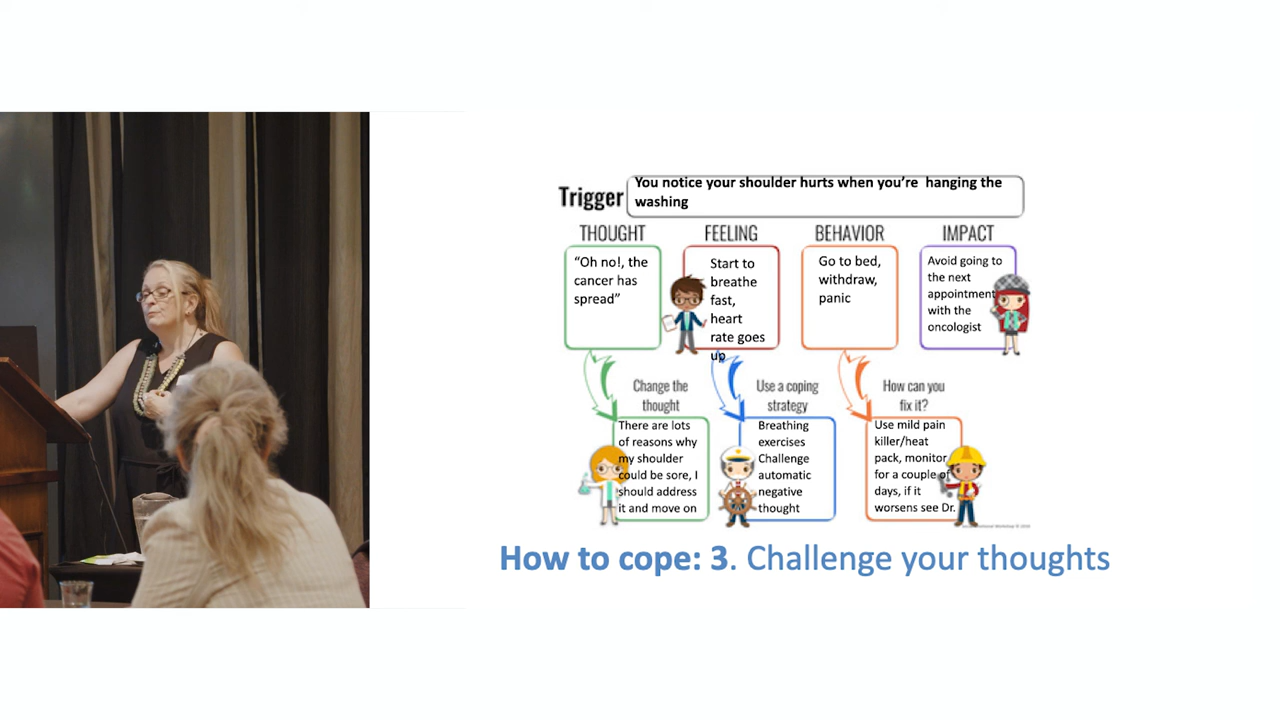 Trigger
You notice your shoulder hurts when you're  hanging the
washing
THOUGHT
FEELING
BEHAVIOR
IMPACT
“Oh no!, the
cancer has
spread”
Start to
breathe
fast,
heart
rate goes
up
Go to bed,
withdraw,
panic
Avoid going to
the next
appointment
with the
oncologist
Change the
thought
Use a coping
strategy
How can you
fix it?
There are lots
of reasons why
my shoulder
could be sore, I
should address
it and move on
Breathing
exercises
Challenge
automatic
negative
thought
Use mild pain
killer/heat
pack, monitor
for a couple of
days, if it
worsens see Dr.
How to cope: 3. Challenge your thoughts